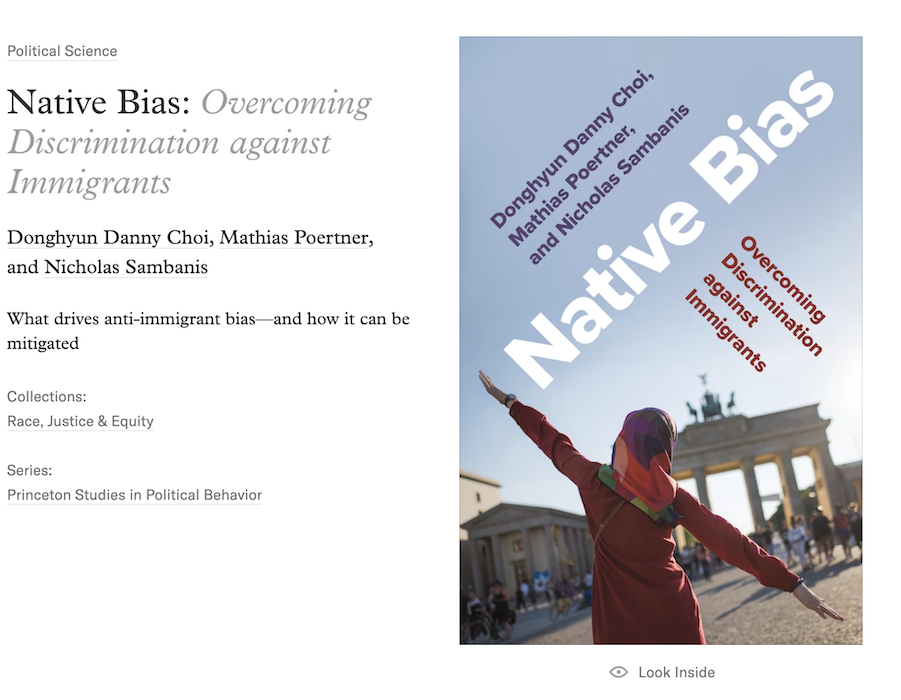 Political Science
Native Bias: Overcoming
Discrimination against
Immigrants
Donghyun Danny Choi, Mathias Poertner,
and Nicholas Sambanis
What drives anti-immigrant bias—and how it can be
mitigated
Collections:
Race, Justice & Equity
Series:
Princeton Studies in Political Behavior
Donghyun Danny Choi,
Mathias Poertner,
and Nicholas Sambanis
Native Bias
Overcoming
Discrimination
against
Immigrants
Look Inside